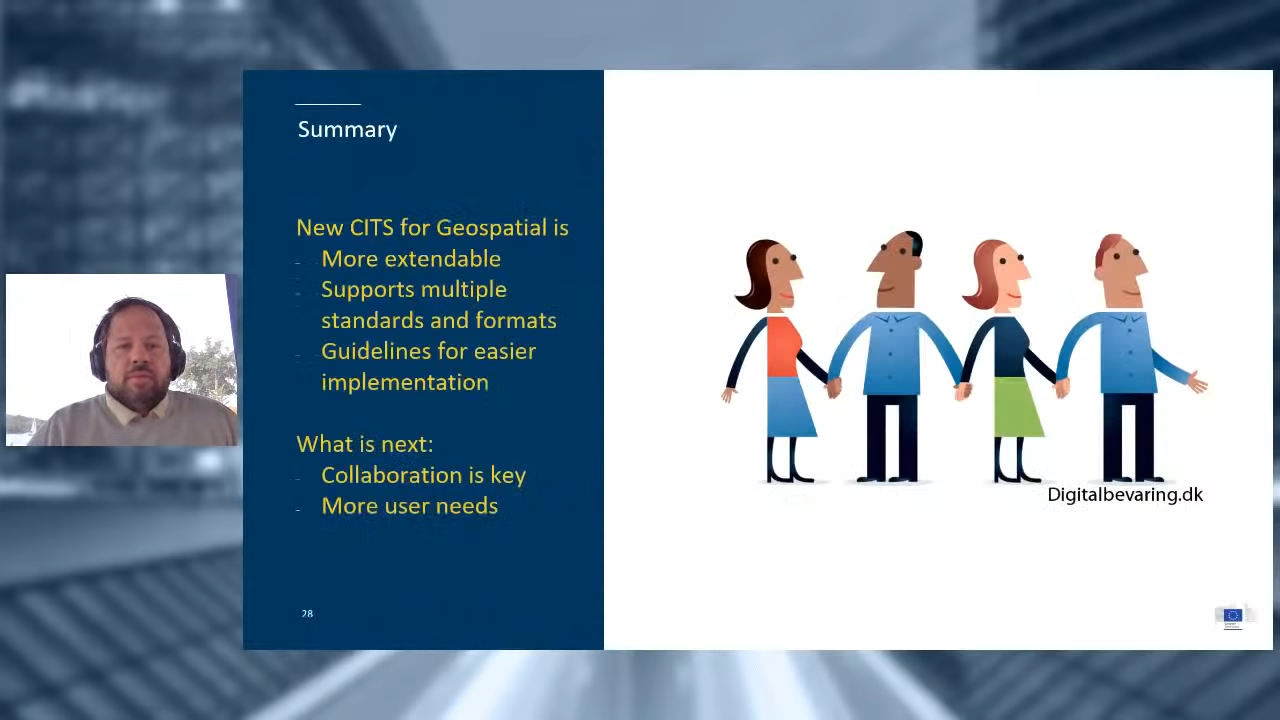 Summary
New CITS for Geospatial is
- More extendable
- Supports multiple
standards and formats
- Guidelines for easier
implementation
What is next:
- Collaboration is key
- More user needs
Digitalbevaring.dk
28